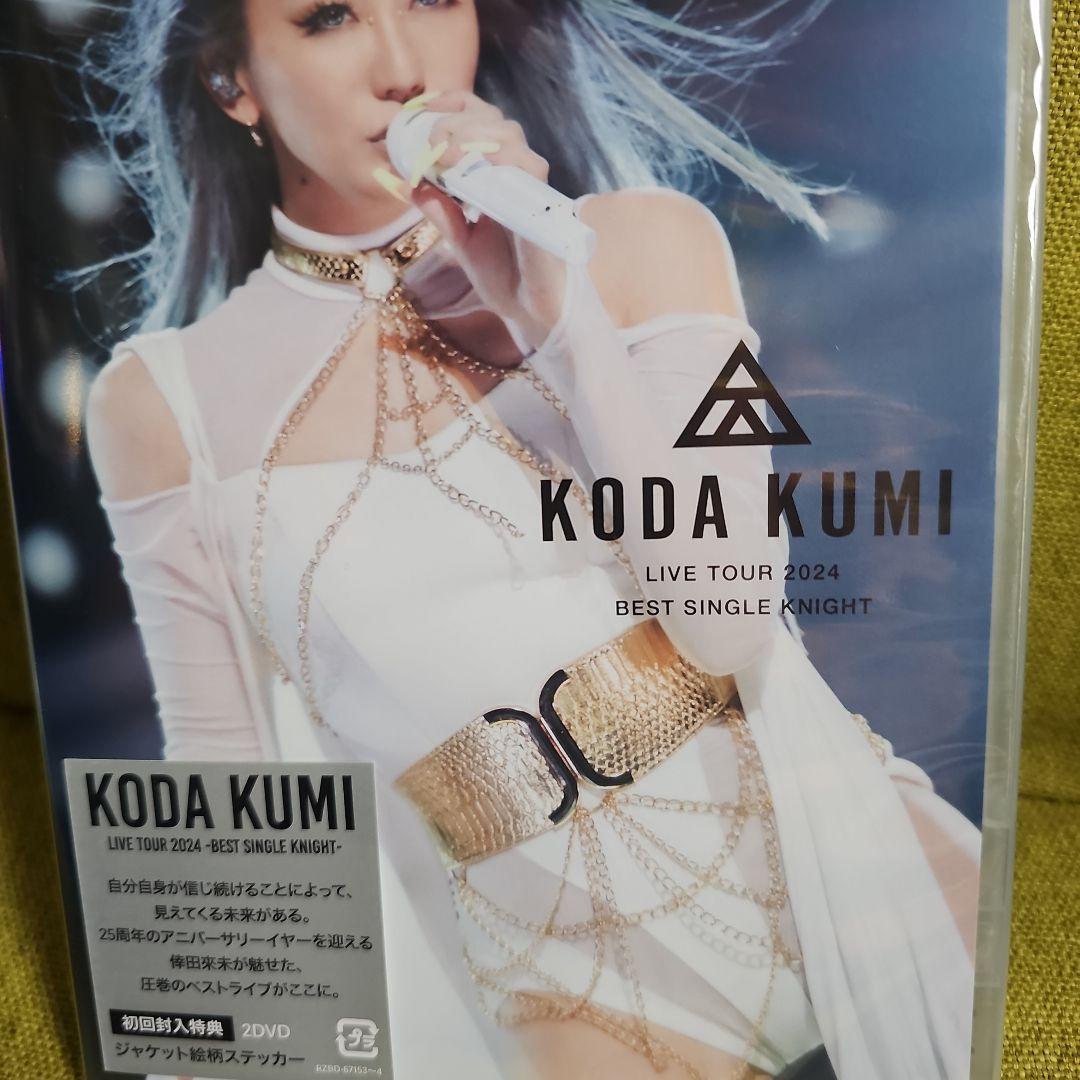 KODA KUMI
LIVE TOUR 2024
BEST SINGLE KNIGHT
KODA KUMI
LIVE TOUR 2024 -BEST SINGLE KNIGHT-
自分自身が信じ続けることによって、
見えてくる未来がある。
25周年のアニバーサリーイヤーを迎える
倖田來未が魅せた、
圧巻のベストライブがここに。
初回封入特典 2DVD
プラ
ジャケット絵柄ステッカー
RZBD-67153~4